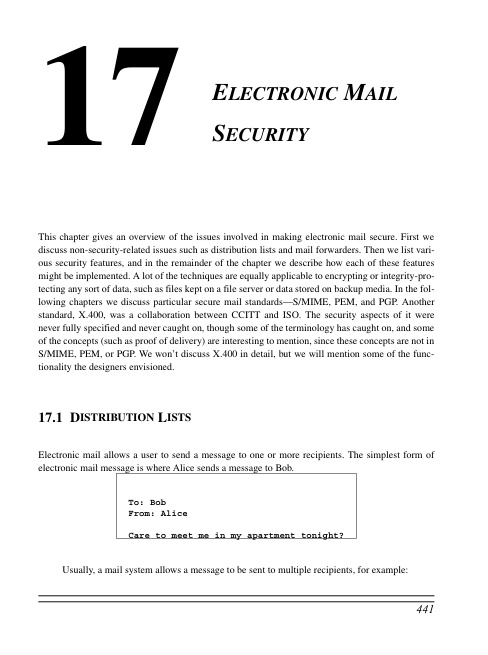 17
ELECTRONIC MAIL
SECURITY
This chapter gives an overview of the issues involved in making electronic mail secure. First we
discuss non-security-related issues such as distribution lists and mail forwarders. Then we list vari-
ous security features, and in the remainder of the chapter we describe how each of these features
might be implemented. A lot of the techniques are equally applicable to encrypting or integrity-pro-
tecting any sort of data, such as files kept on a file server or data stored on backup media. In the fol-
lowing chapters we discuss particular secure mail standards—S/MIME, PEM, and PGP. Another
standard, X.400, was a collaboration between CCITT and ISO. The security aspects of it were
never fully specified and never caught on, though some of the terminology has caught on, and some
of the concepts (such as proof of delivery) are interesting to mention, since these concepts are not in
S/MIME, PEM, or PGP. We won't discuss X.400 in detail, but we will mention some of the func-
tionality the designers envisioned.
17.1 DISTRIBUTION LISTS
Electronic mail allows a user to send a message to one or more recipients. The simplest form of
electronic mail message is where Alice sends a message to Bob.
To: Bob
From: Alice
Care to meet me in my apartment tonight?
Usually, a mail system allows a message to be sent to multiple recipients, for example:
441